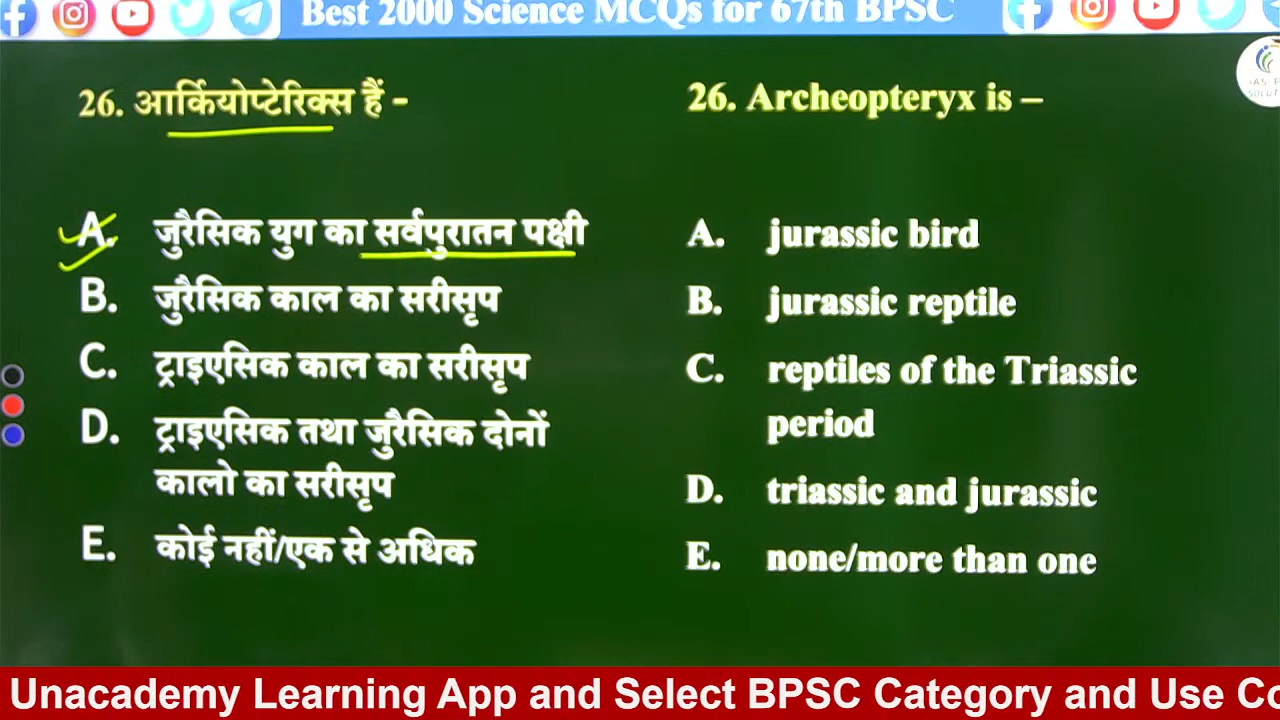 Best 2000 Science MCQs for 67th BPSC
26. आर्कियोप्टेरिक्स हैं -
A. जुरैसिक युग का सर्वपुरातन पक्षी
B. जुरैसिक काल का सरीसृप
C. ट्राइएसिक काल का सरीसृप
D. ट्राइएसिक तथा जुरैसिक दोनों
कालो का सरीसृप
E. कोई नहीं/एक से अधिक
26. Archeopteryx is –
A. jurassic bird
B. jurassic reptile
C. reptiles of the Triassic
period
D. triassic and jurassic
E. none/more than one
IAS
SOLUT
Unacademy Learning App and Select BPSC Category and Use Co